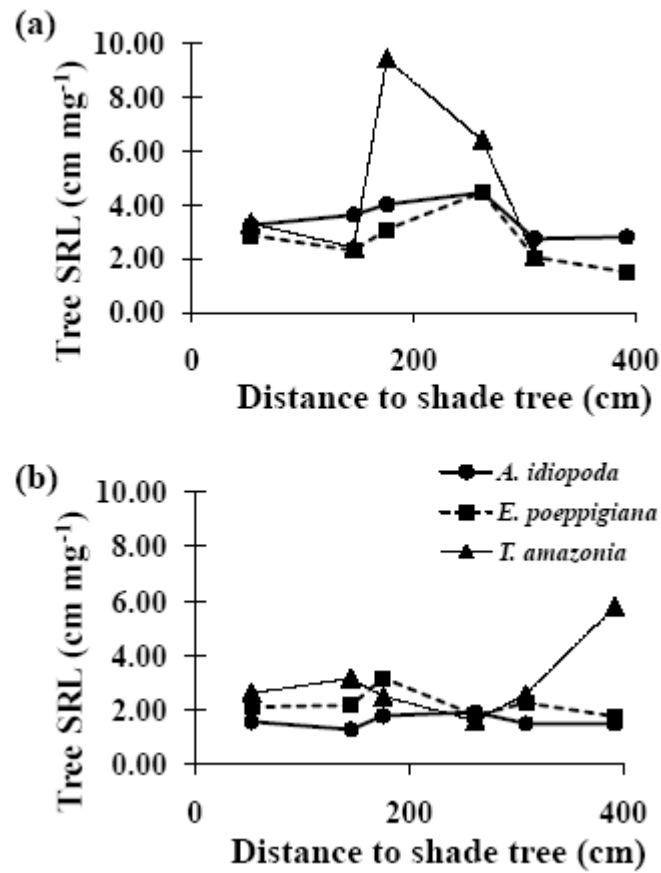 (a)
10.00
8.00
6.00
4.00
2.00
0.00
Tree SRL (cm mg⁻¹)
0 200 400
Distance to shade tree (cm)
(b)
10.00
8.00
6.00
4.00
2.00
0.00
Tree SRL (cm mg⁻¹)
A. idiopoda
E. poeppigiana
T. amazonia
0 200 400
Distance to shade tree (cm)